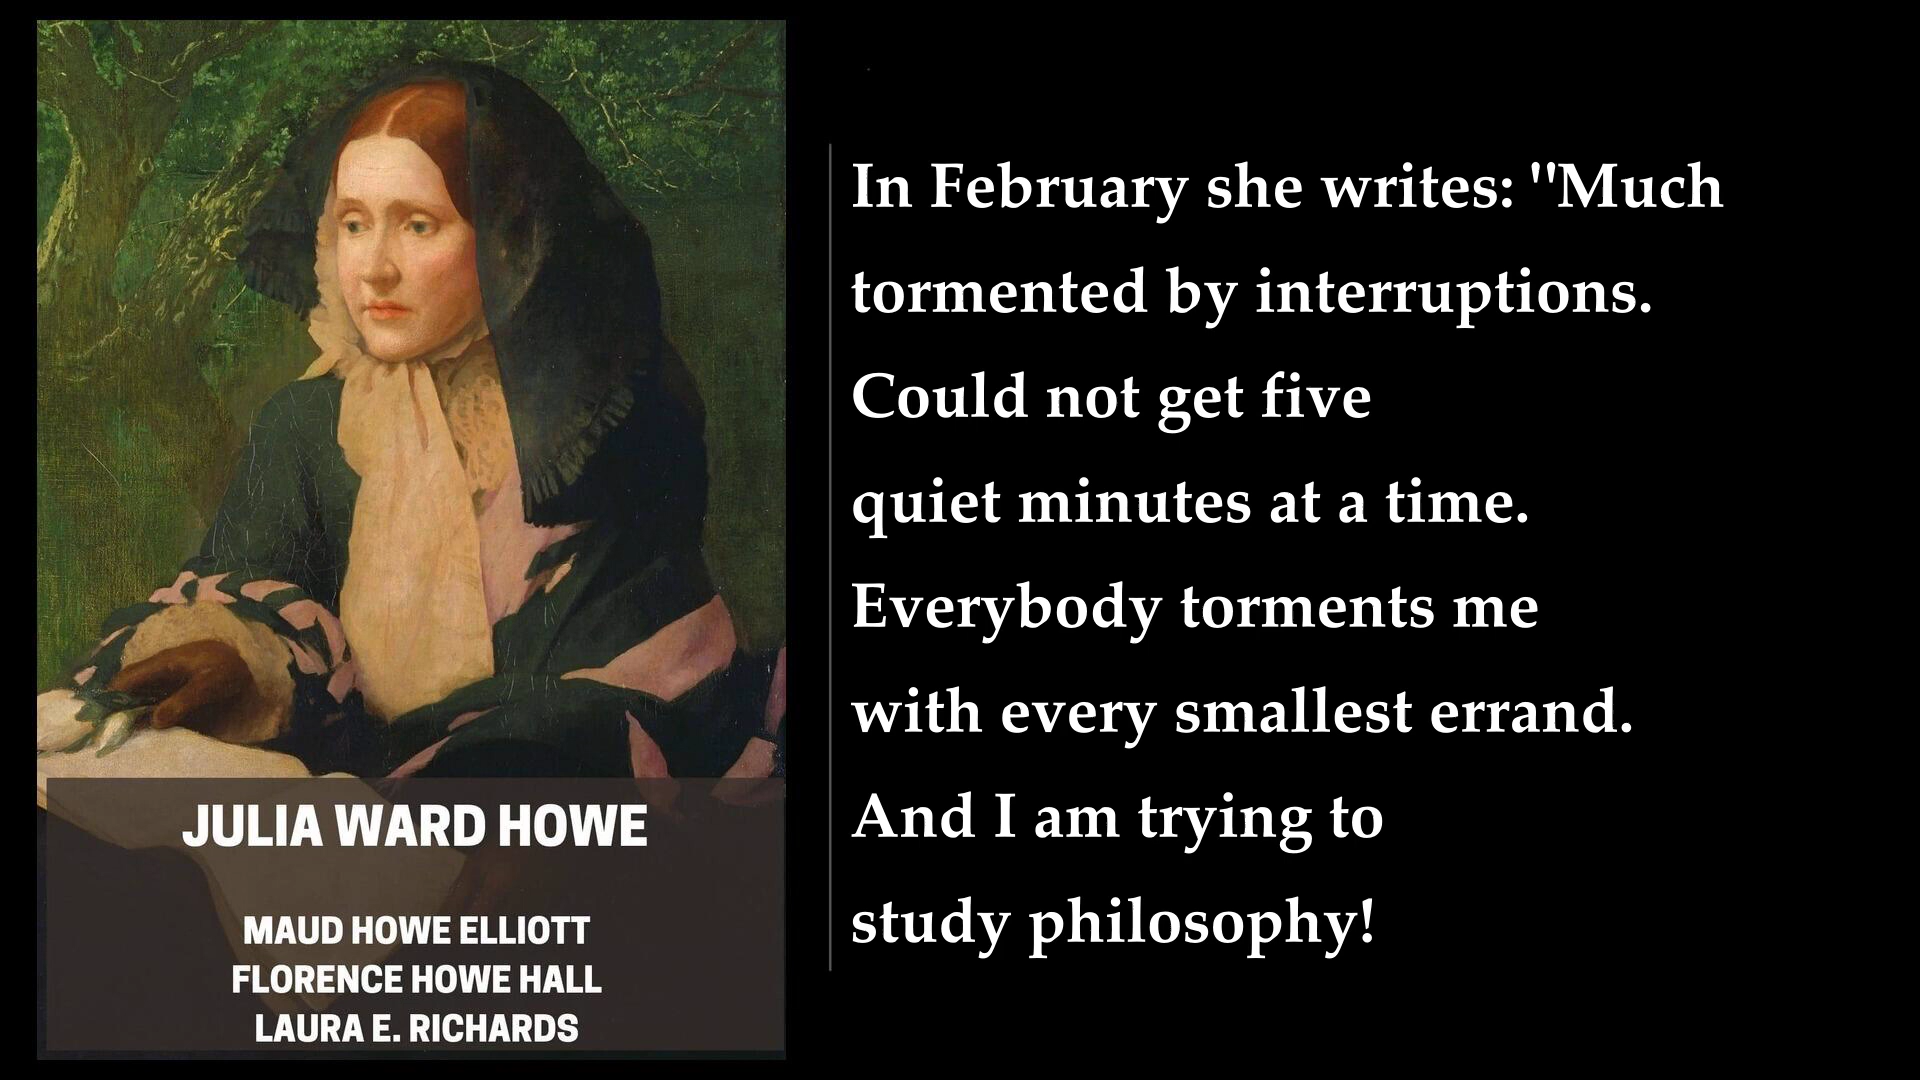 JULIA WARD HOWE
MAUD HOWE ELLIOTT
FLORENCE HOWE HALL
LAURA E. RICHARDS
In February she writes: "Much
tormented by interruptions.
Could not get five
quiet minutes at a time.
Everybody torments me
with every smallest errand.
And I am trying to
study philosophy!